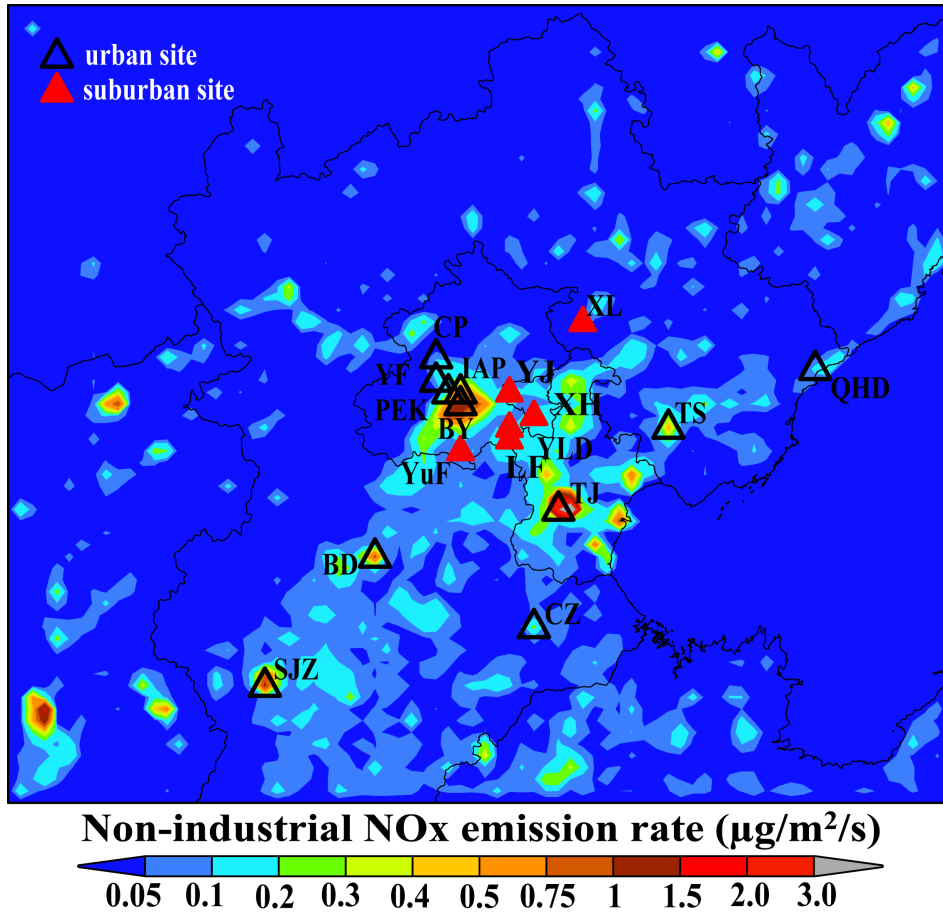 urban site
suburban site
XL
CP
IAP
YJ
YF
QHD
PEK
XH
TS
BY
YLD
YuF
LF
TJ
BD
CZ
SJZ
Non-industrial NOx emission rate (μg/m²/s)
0.05 0.1 0.2 0.3 0.4 0.5 0.75 1 1.5 2.0 3.0